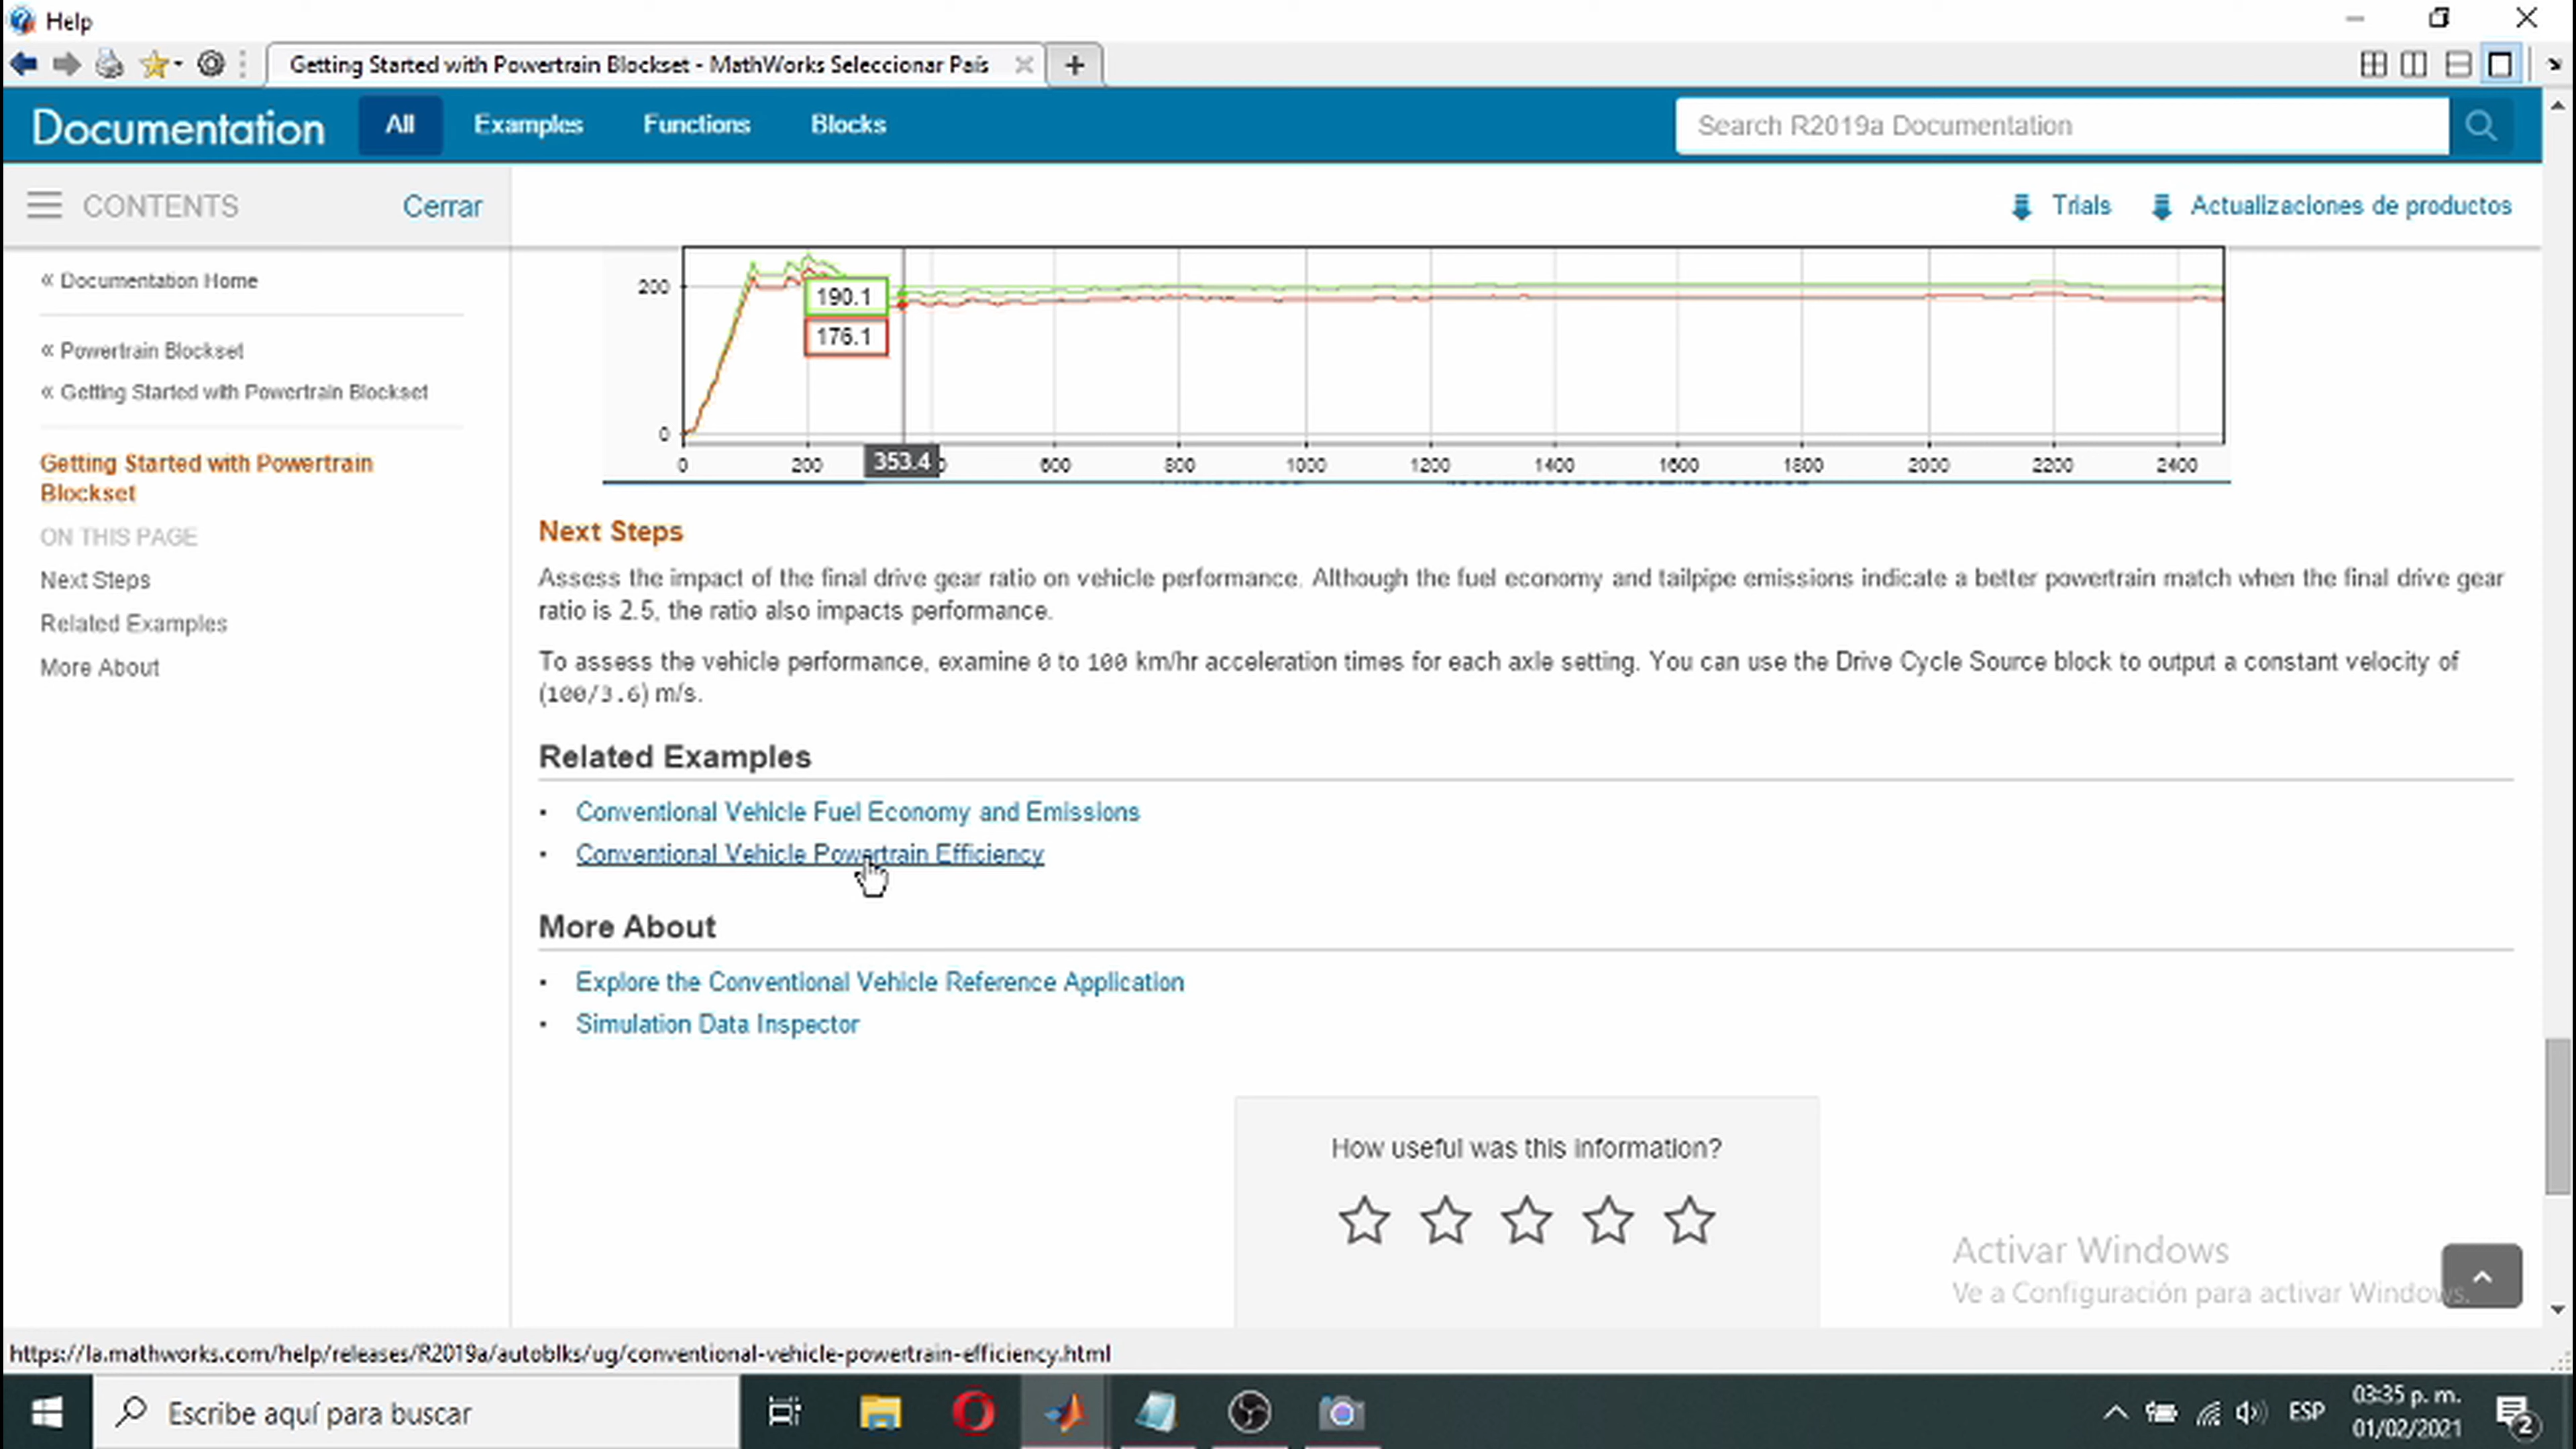 Help
Getting Started with Powertrain Blockset - MathWorks Seleccionar País
Documentation All Examples Functions Blocks Search R2019a Documentation
CONTENTS Cerrar Trials Actualizaciones de productos
« Documentation Home
« Powertrain Blockset
« Getting Started with Powertrain Blockset
Getting Started with Powertrain
Blockset
ON THIS PAGE
Next Steps
Related Examples
More About
200
190.1
176.1
0
0 200 353.4 600 800 1000 1200 1400 1600 1800 2000 2200 2400
Next Steps
Assess the impact of the final drive gear ratio on vehicle performance. Although the fuel economy and tailpipe emissions indicate a better powertrain match when the final drive gear
ratio is 2.5, the ratio also impacts performance.
To assess the vehicle performance, examine 0 to 100 km/hr acceleration times for each axle setting. You can use the Drive Cycle Source block to output a constant velocity of
(100/3.6) m/s.
Related Examples
• Conventional Vehicle Fuel Economy and Emissions
• Conventional Vehicle Powertrain Efficiency
More About
• Explore the Conventional Vehicle Reference Application
• Simulation Data Inspector
How useful was this information?
Activar Windows
Ve a Configuración para activar Windows.
https://la.mathworks.com/help/releases/R2019a/autoblks/ug/conventional-vehicle-powertrain-efficiency.html
Escribe aquí para buscar
ESP
03:35 p. m.
01/02/2021
2